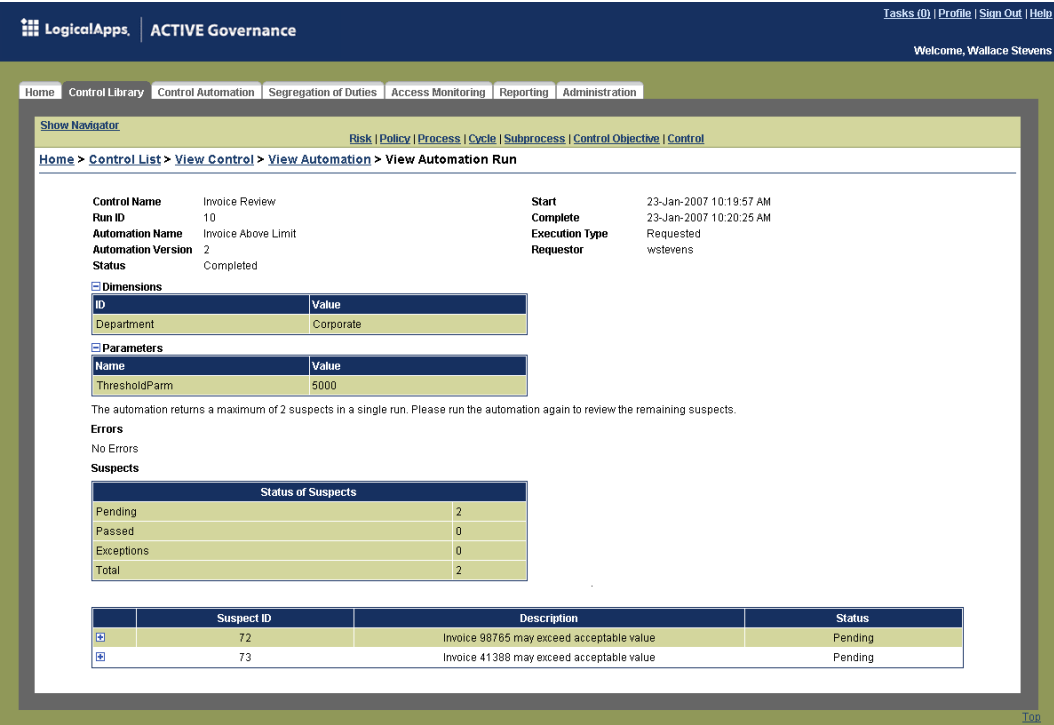 LogicalApps. ACTIVE Governance
Tasks (0) | Profile | Sign Out | Help
Welcome, Wallace Stevens
Home Control Library Control Automation Segregation of Duties Access Monitoring Reporting Administration
Show Navigator
Risk | Policy | Process | Cycle | Subprocess | Control Objective | Control
Home > Control List > View Control > View Automation > View Automation Run
Control Name Invoice Review Start 23-Jan-2007 10:19:57 AM
Run ID 10 Complete 23-Jan-2007 10:20:25 AM
Automation Name Invoice Above Limit Execution Type Requested
Automation Version 2 Requestor wstevens
Status Completed
Dimensions
ID Value
Department Corporate
Parameters
Name Value
ThresholdParm 5000
The automation returns a maximum of 2 suspects in a single run. Please run the automation again to review the remaining suspects.
Errors
No Errors
Suspects
Status of Suspects
Pending 2
Passed 0
Exceptions 0
Total 2
Suspect ID Description Status
72 Invoice 98765 may exceed acceptable value Pending
73 Invoice 41388 may exceed acceptable value Pending
Top